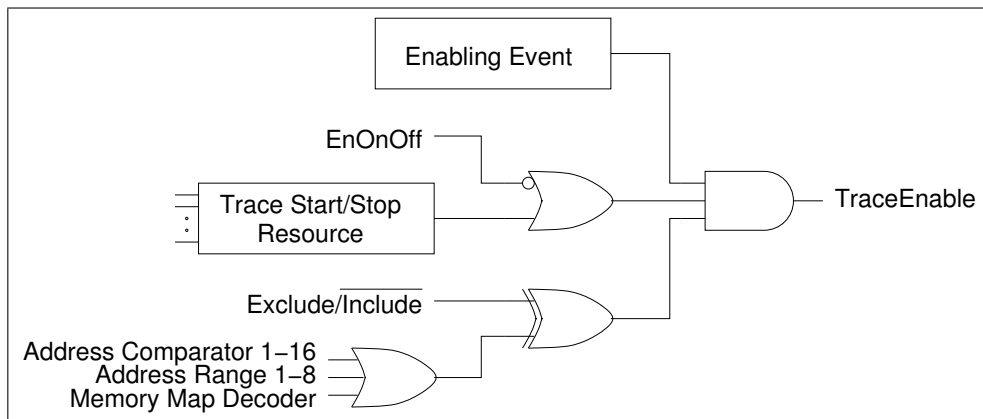 Enabling Event
EnOnOff
Trace Start/Stop
Resource
TraceEnable
Exclude/Include
Address Comparator 1−16
Address Range 1−8
Memory Map Decoder